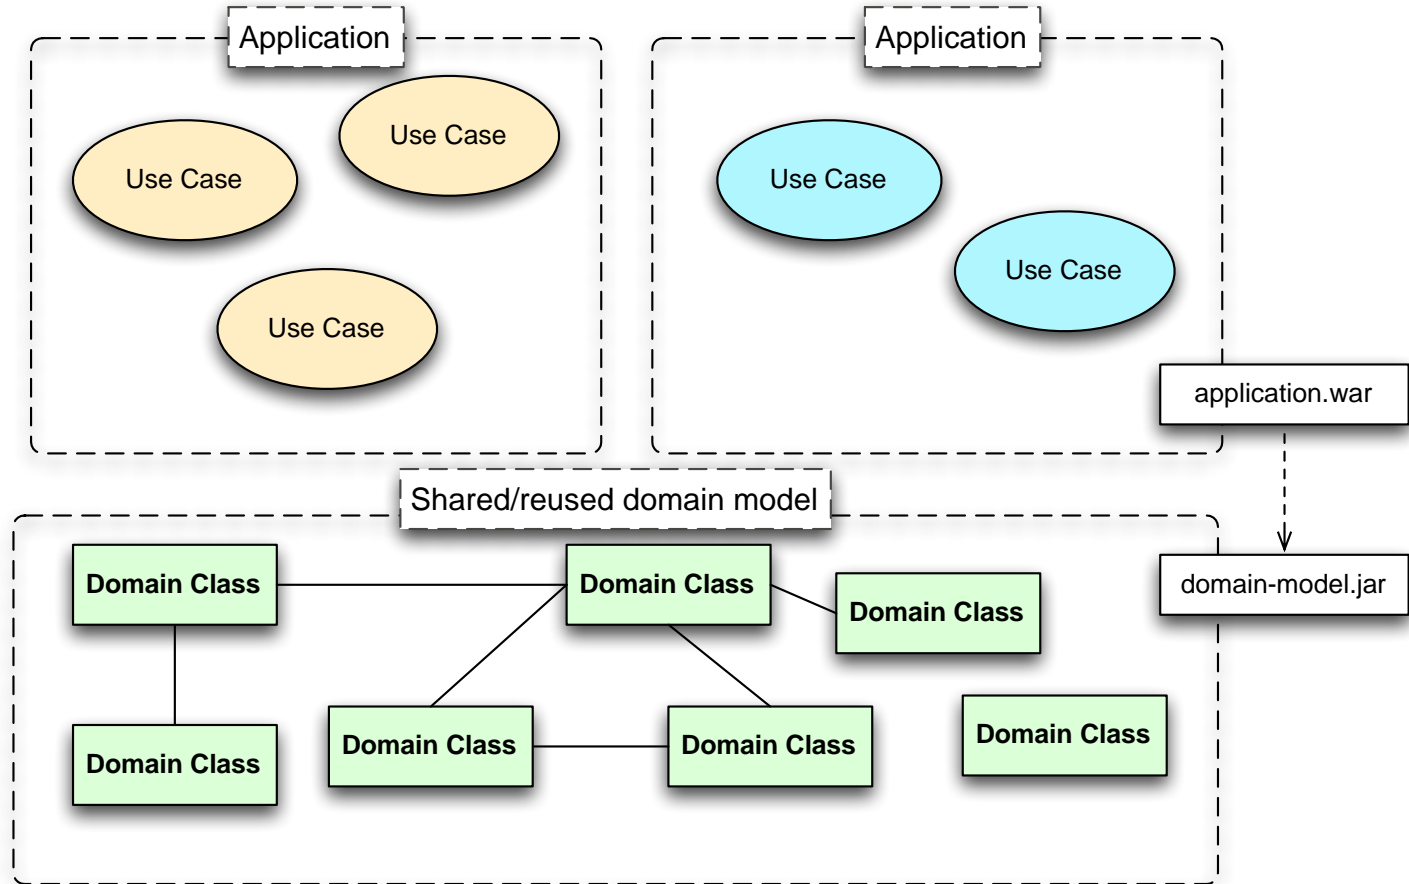 Application
Application
Use Case
Use Case
Use Case
Use Case
Use Case
application.war
Shared/reused domain model
Domain Class
Domain Class
Domain Class
domain-model.jar
Domain Class
Domain Class
Domain Class
Domain Class